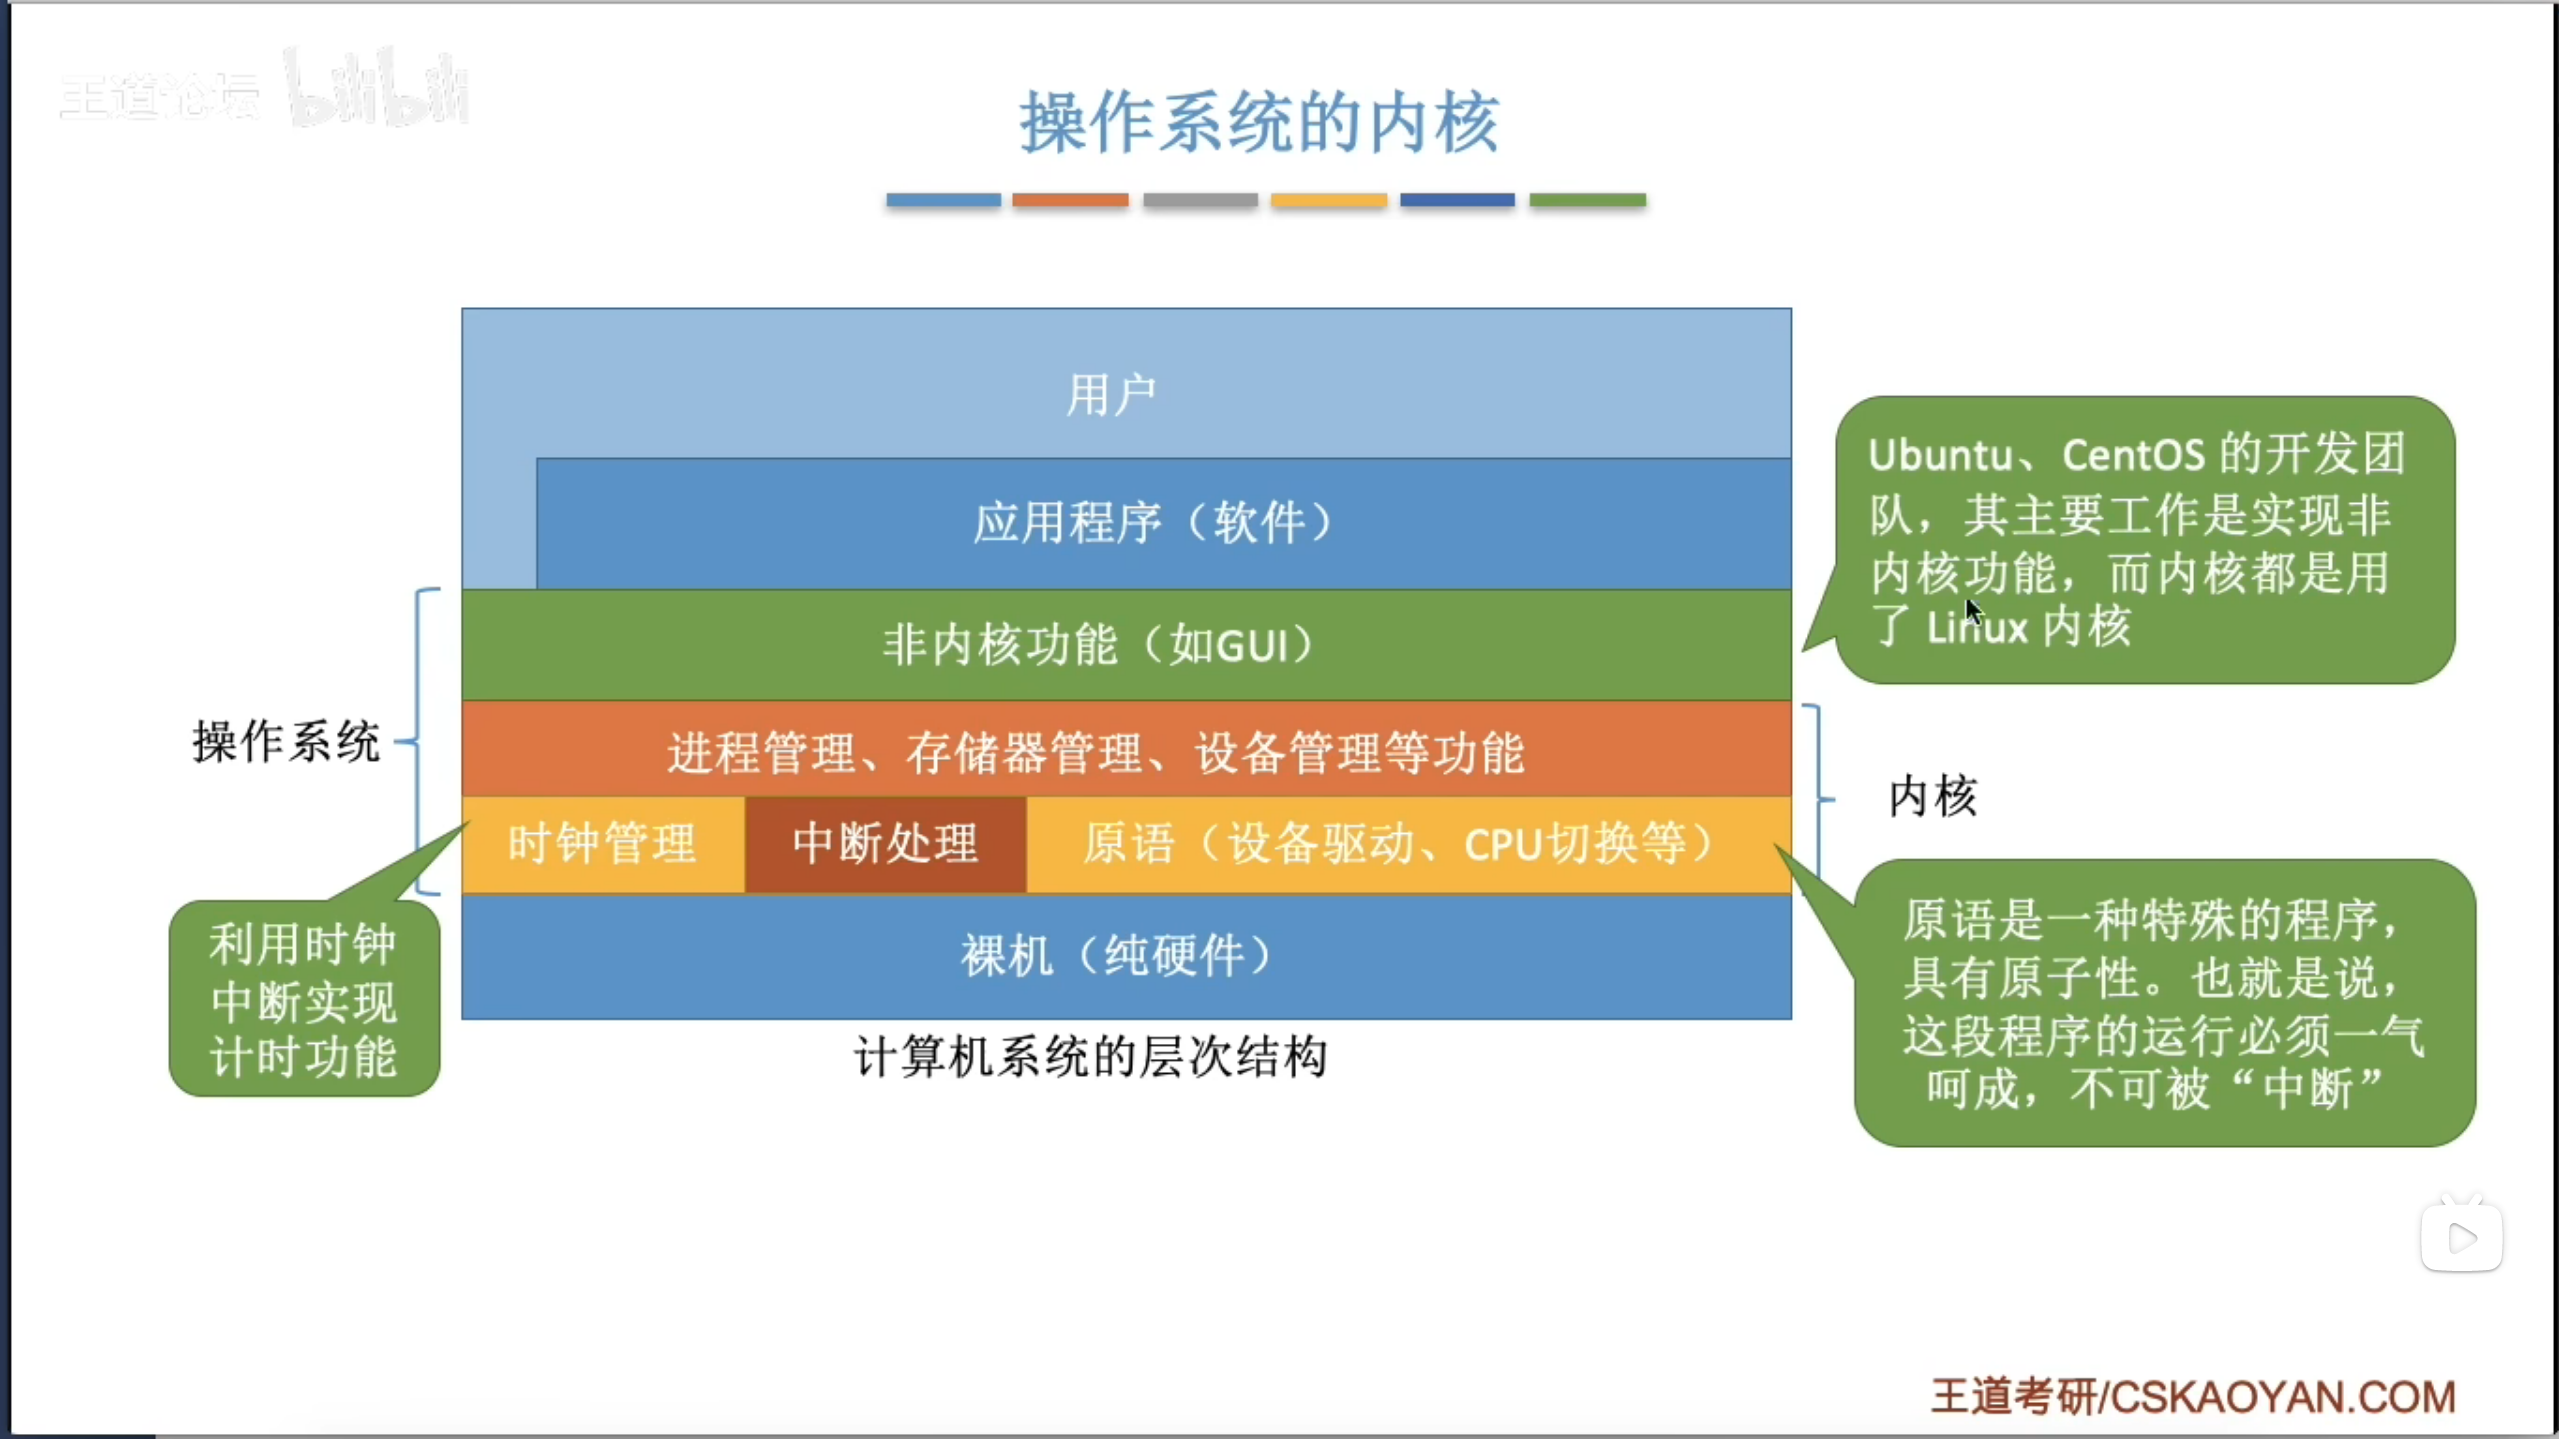 王道论坛 bilibili
操作系统的内核
用户
应用程序（软件）
非内核功能（如GUI）
进程管理、存储器管理、设备管理等功能
时钟管理
中断处理
原语（设备驱动、CPU切换等）
裸机（纯硬件）
计算机系统的层次结构
操作系统
内核
Ubuntu、CentOS 的开发团
队，其主要工作是实现非
内核功能，而内核都是用
了 Linux 内核
利用时钟
中断实现
计时功能
原语是一种特殊的程序，
具有原子性。也就是说，
这段程序的运行必须一气
呵成，不可被“中断”
王道考研/CSKAOYAN.COM